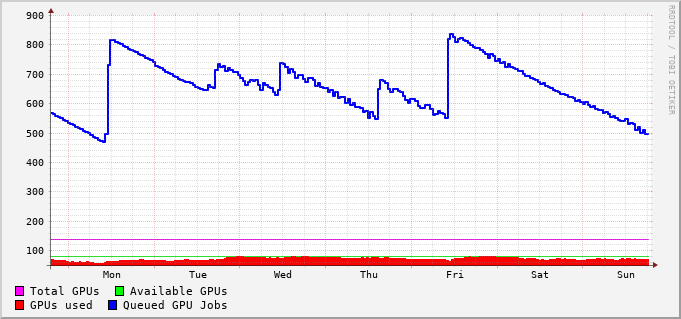 900
800
700
600
500
400
300
200
100
Mon Tue Wed Thu Fri Sat Sun
Total GPUs Available GPUs
GPUs used Queued GPU Jobs
RRDTOOL / TOBI OETIKER